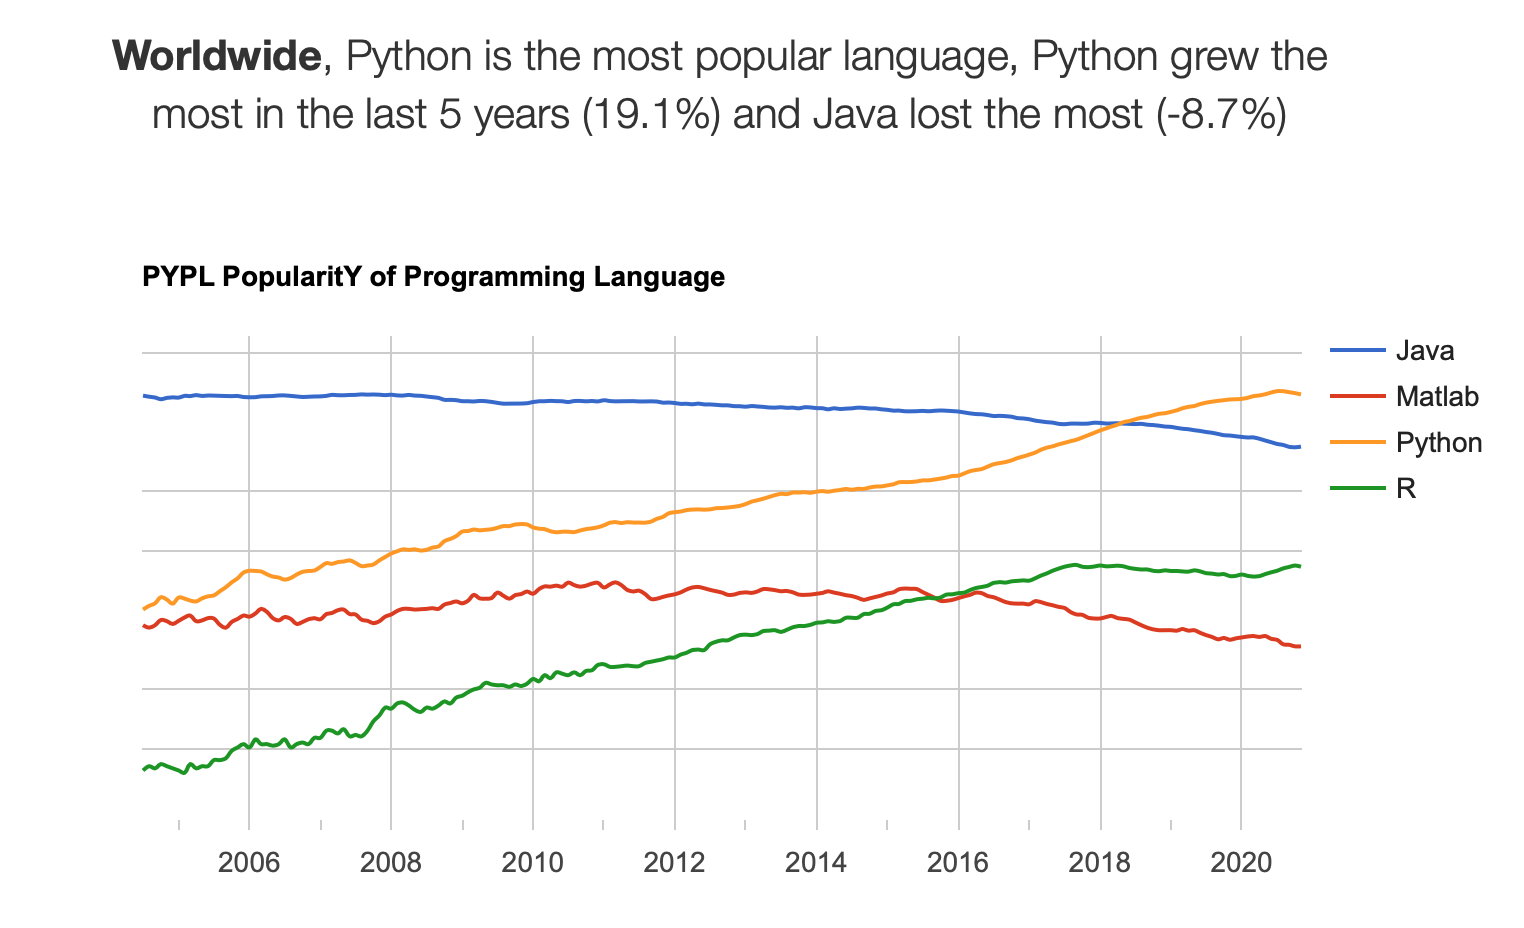 Worldwide, Python is the most popular language, Python grew the
most in the last 5 years (19.1%) and Java lost the most (-8.7%)
PYPL PopularitY of Programming Language
Java
Matlab
Python
R
2006 2008 2010 2012 2014 2016 2018 2020